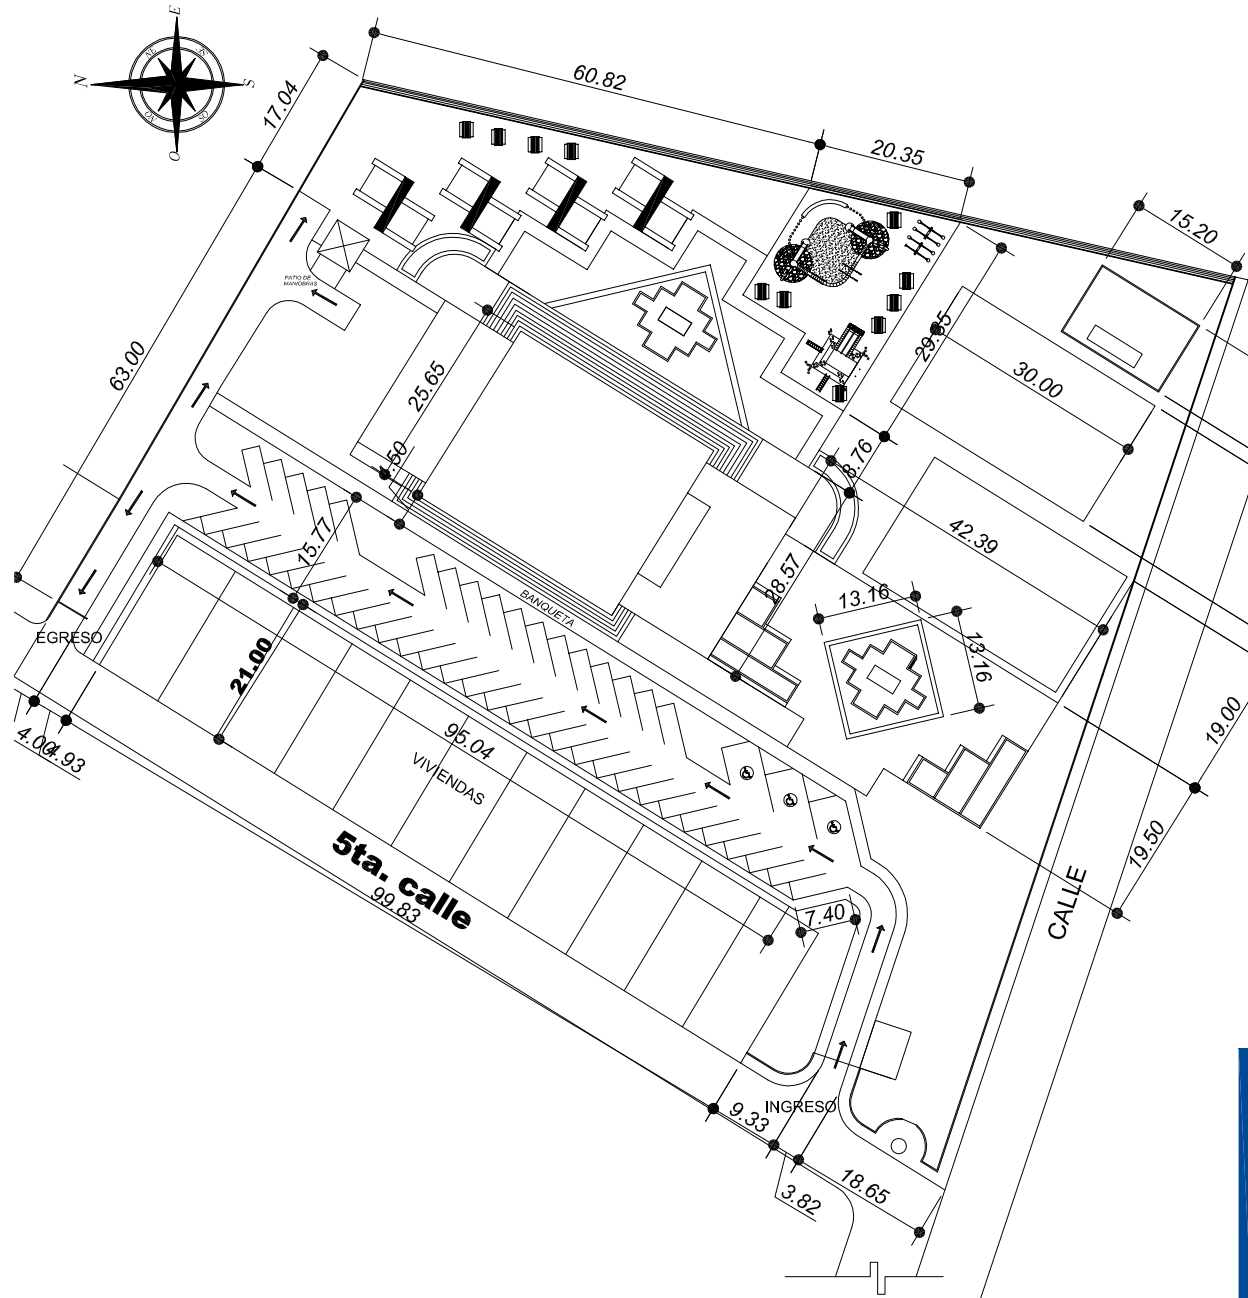 E
N
S
O
60.82
17.04
20.35
15.20
PATIO DE
MANIOBRAS
29.85
63.00
30.00
25.65
8.76
15.77
42.39
28.57
13.16
BANQUETA
13.16
EGRESO
21.00
19.00
4.00
4.93
95.04
VIVIENDAS
19.50
5ta. calle
99.83
CALLE
7.40
INGRESO
9.33
18.65
3.82